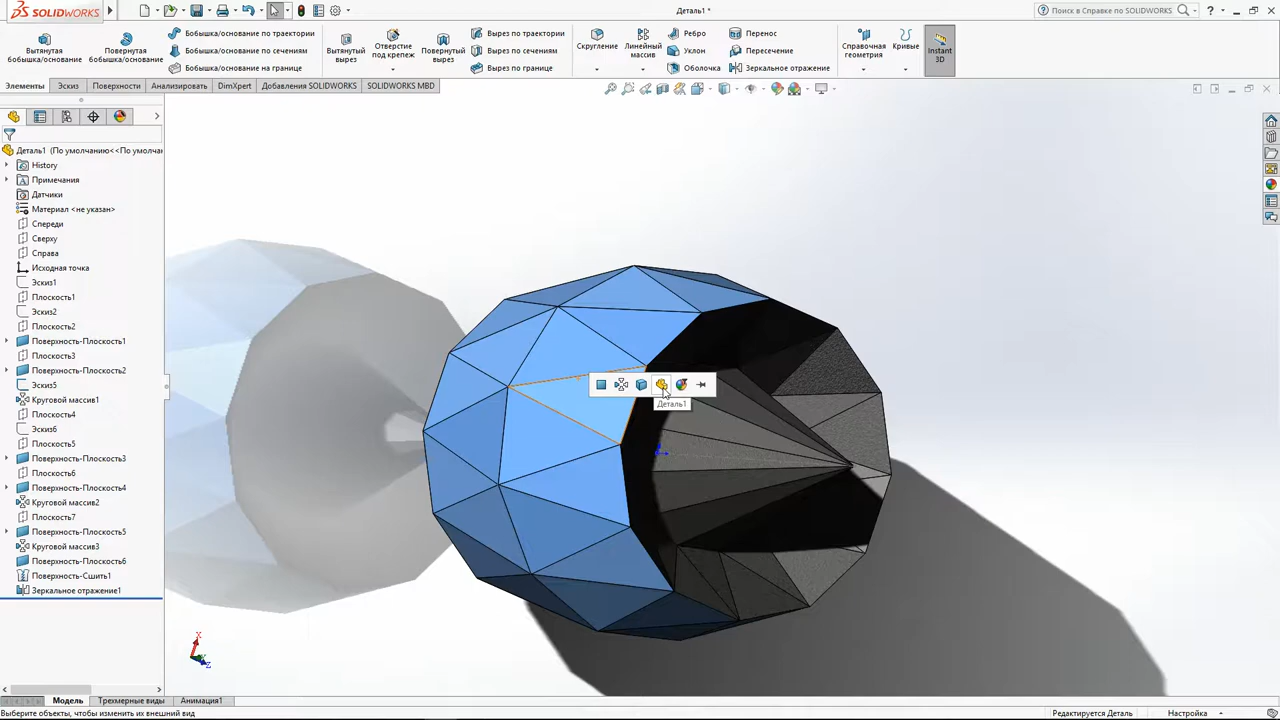 SOLIDWORKS
Деталь1 *
Поиск в Справке по SOLIDWORKS
Вытянутая бобышка/основание
Повернутая бобышка/основание
Бобышка/основание по траектории
Бобышка/основание по сечениям
Бобышка/основание на границе
Вытянутый вырез
Отверстие под крепеж
Повернутый вырез
Вырез по траектории
Вырез по сечениям
Вырез по границе
Скругление
Линейный массив
Ребро
Уклон
Оболочка
Перенос
Пересечение
Зеркальное отражение
Справочная геометрия
Кривые
Instant 3D
Элементы
Эскиз
Поверхности
Анализировать
DimXpert
Добавления SOLIDWORKS
SOLIDWORKS MBD
Деталь1 (По умолчанию<<По умолча
History
Примечания
Датчики
Материал <не указан>
Спереди
Сверху
Справа
Исходная точка
Эскиз1
Плоскость1
Эскиз2
Плоскость2
Поверхность-Плоскость1
Плоскость3
Поверхность-Плоскость2
Эскиз5
Круговой массив1
Плоскость4
Эскиз6
Плоскость5
Поверхность-Плоскость3
Плоскость6
Поверхность-Плоскость4
Круговой массив2
Плоскость7
Поверхность-Плоскость5
Круговой массив3
Поверхность-Плоскость6
Поверхность-Сшить1
Зеркальное отражение1
Деталь1
X
Z
Модель
Трехмерные виды
Анимация1
Выберите объекты, чтобы изменить их внешний вид
Редактируется Деталь
Настройка